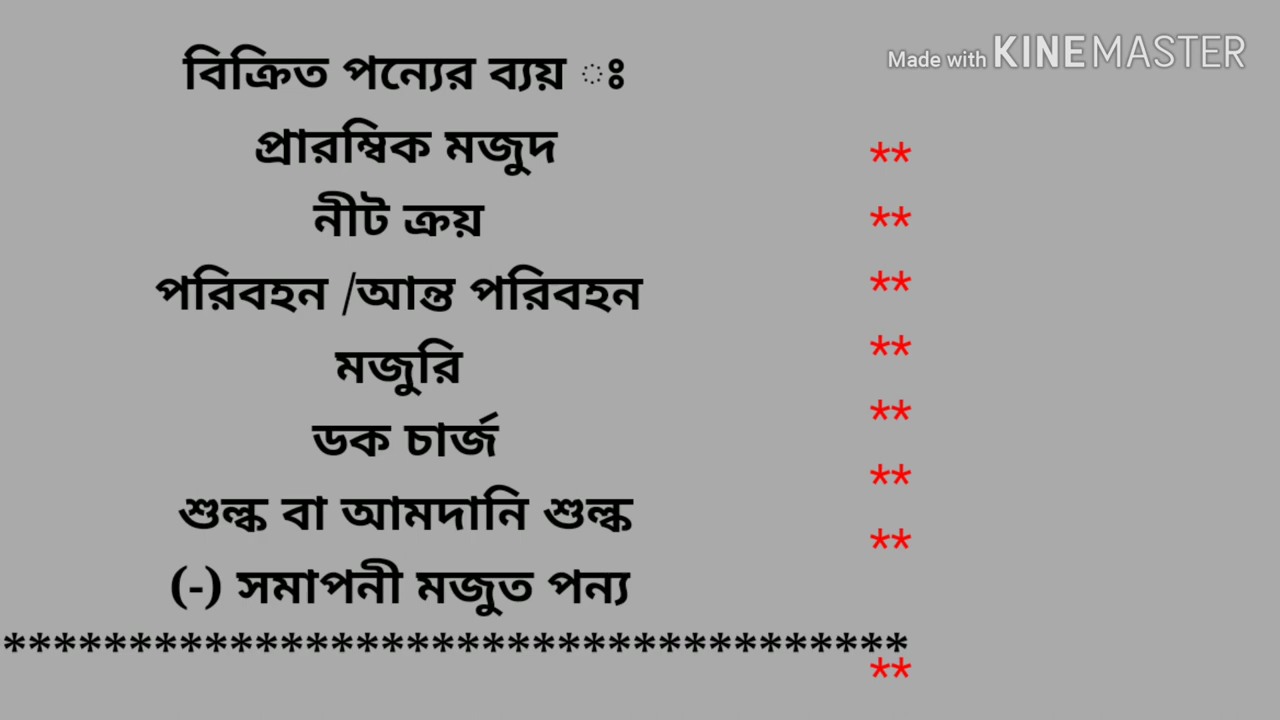 Made with KINEMASTER
বিক্রিত পন্যের ব্যয় ঃ
প্রারম্বিক মজুদ **
নীট ক্রয় **
পরিবহন /আন্ত পরিবহন **
মজুরি **
ডক চার্জ **
শুল্ক বা আমদানি শুল্ক **
(-) সমাপনী মজুত পন্য **
************************************
**